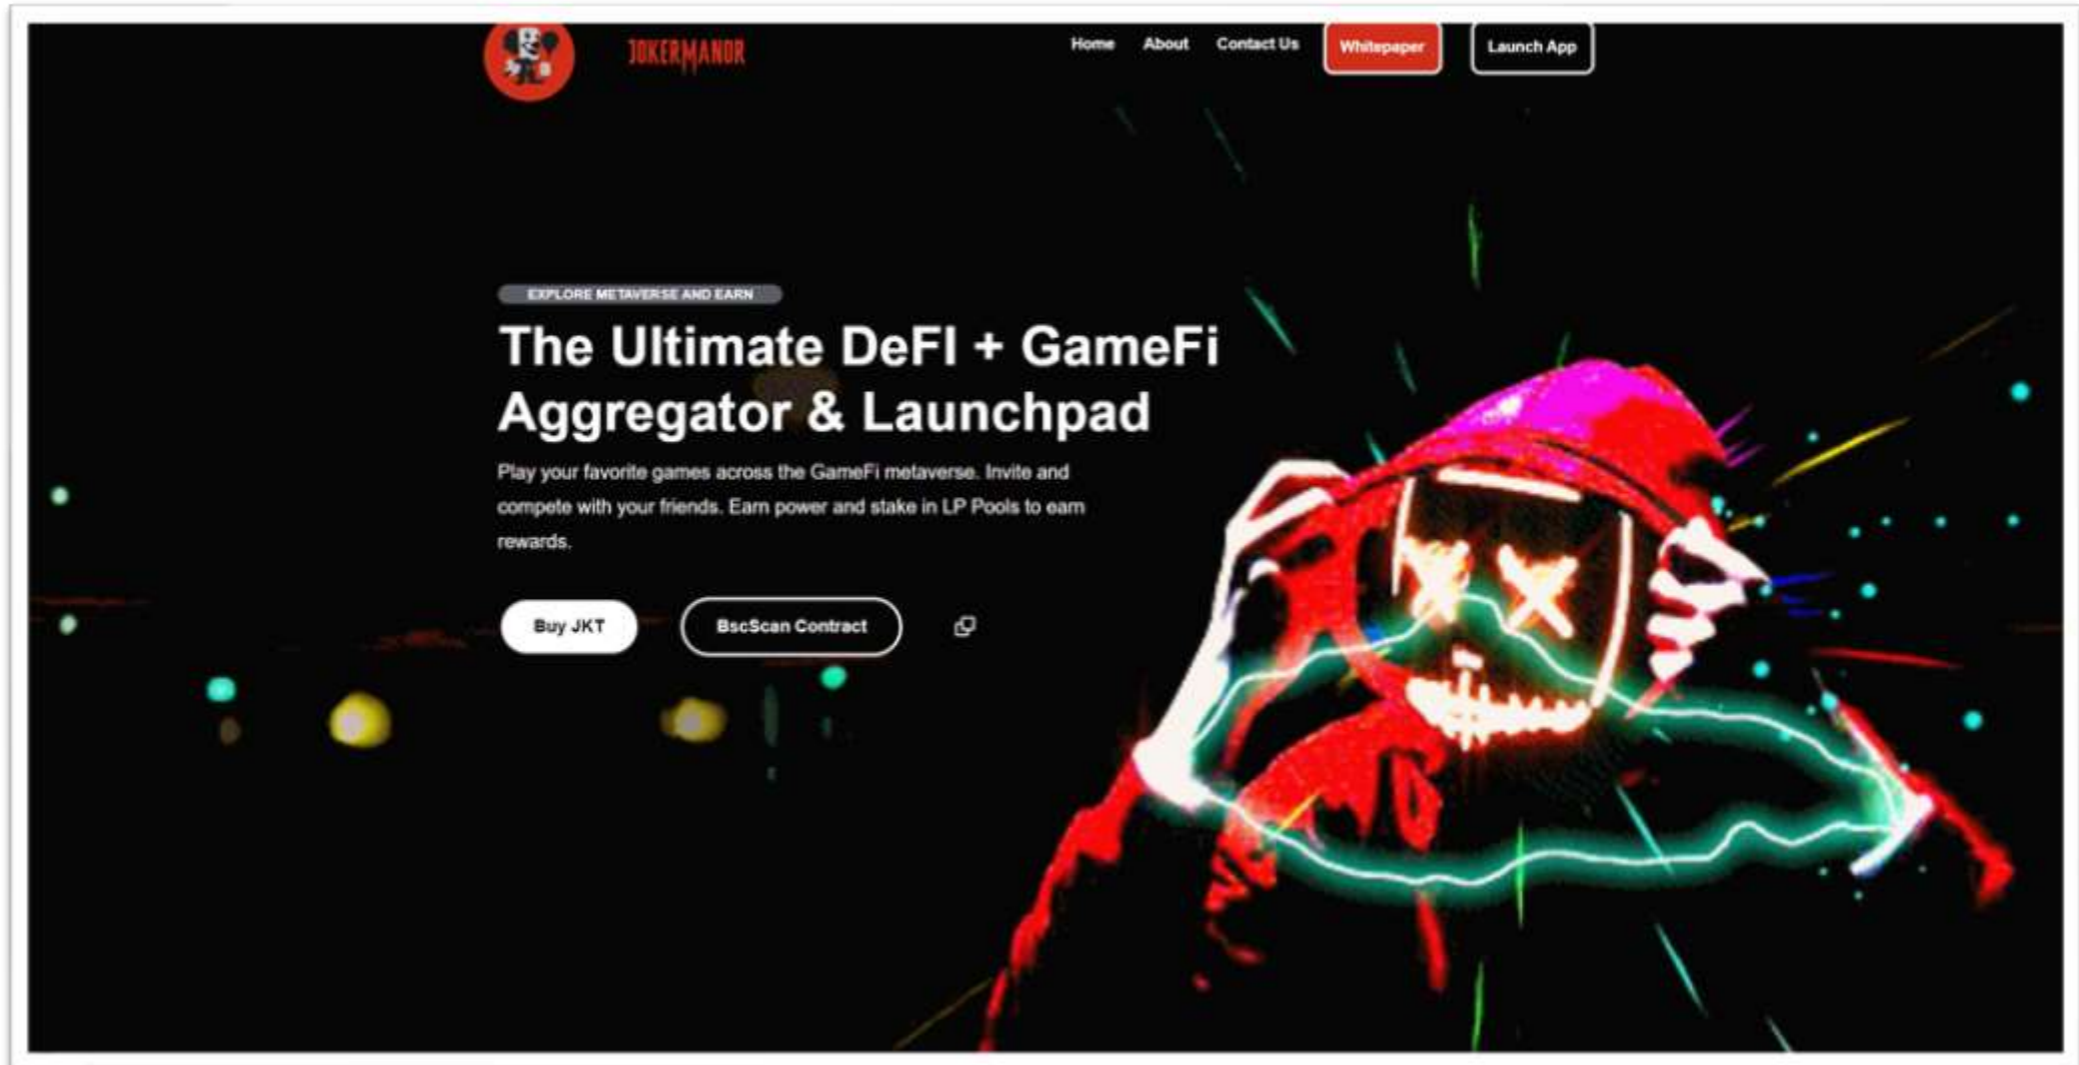 JOKERMANOR
Home About Contact Us Whitepaper Launch App
EXPLORE METAVERSE AND EARN
The Ultimate DeFI + GameFi
Aggregator & Launchpad
Play your favorite games across the GameFi metaverse. Invite and
compete with your friends. Earn power and stake in LP Pools to earn
rewards.
Buy JKT BscScan Contract